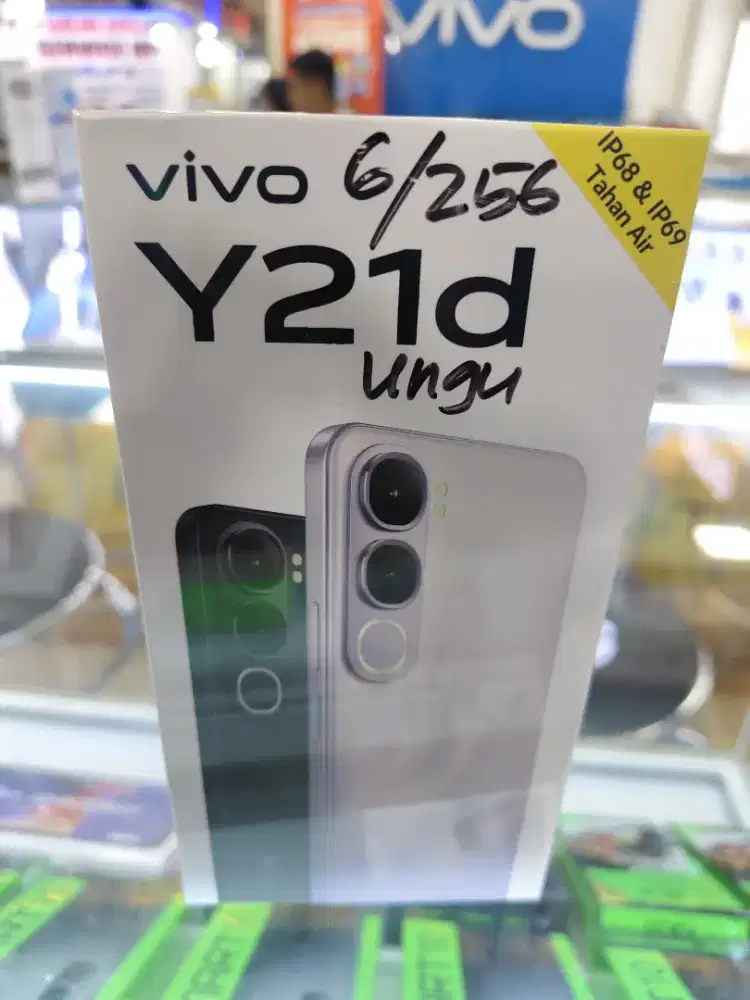 vivo
vivo 6/256
IP68 & IP69
Tahan Air
Y21d
Ungu